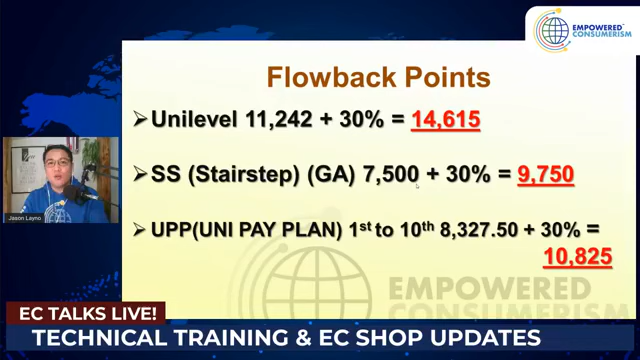 EMPOWERED
CONSUMERISM
Flowback Points
Unilevel 11,242 + 30% = 14,615
SS (Stairstep) (GA) 7,500 + 30% = 9,750
UPP(UNI PAY PLAN) 1st to 10th 8,327.50 + 30% =
10,825
Jason Layno
EMPOWERED
CONSUMERISM
EC TALKS LIVE!
TECHNICAL TRAINING & EC SHOP UPDATES